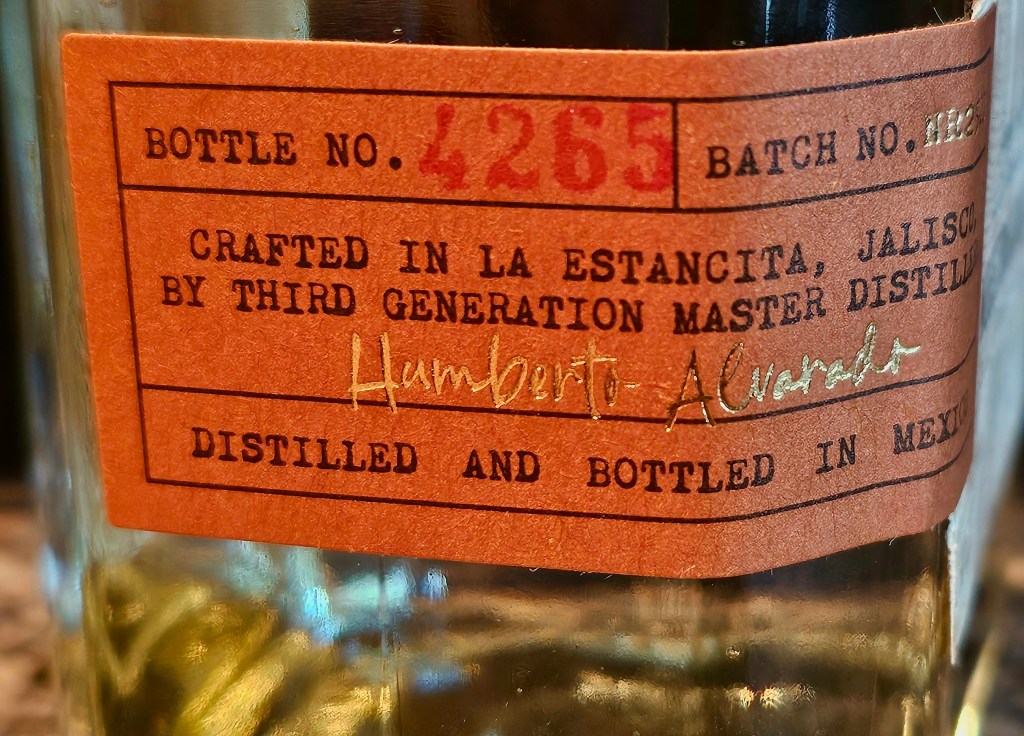 BOTTLE NO. 4265 BATCH NO.
CRAFTED IN LA ESTANCITA, JALISCO,
BY THIRD GENERATION MASTER
Humberto Alvarado
DISTILLED AND BOTTLED IN